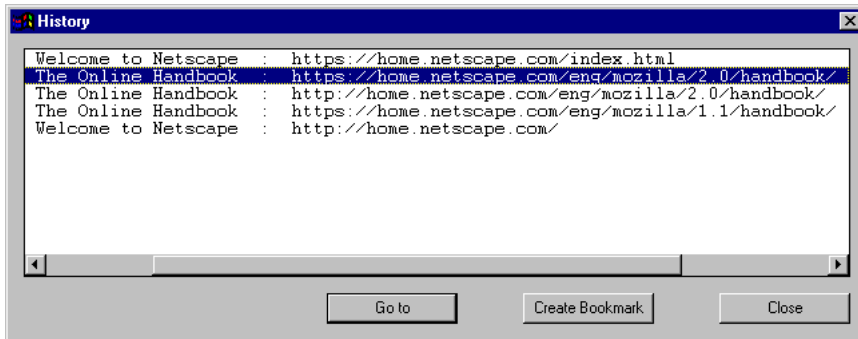 History
Welcome to Netscape : https://home.netscape.com/index.html
The Online Handbook : https://home.netscape.com/eng/mozilla/2.0/handbook/
The Online Handbook : http://home.netscape.com/eng/mozilla/2.0/handbook/
The Online Handbook : https://home.netscape.com/eng/mozilla/1.1/handbook/
Welcome to Netscape : http://home.netscape.com/
Go to Create Bookmark Close